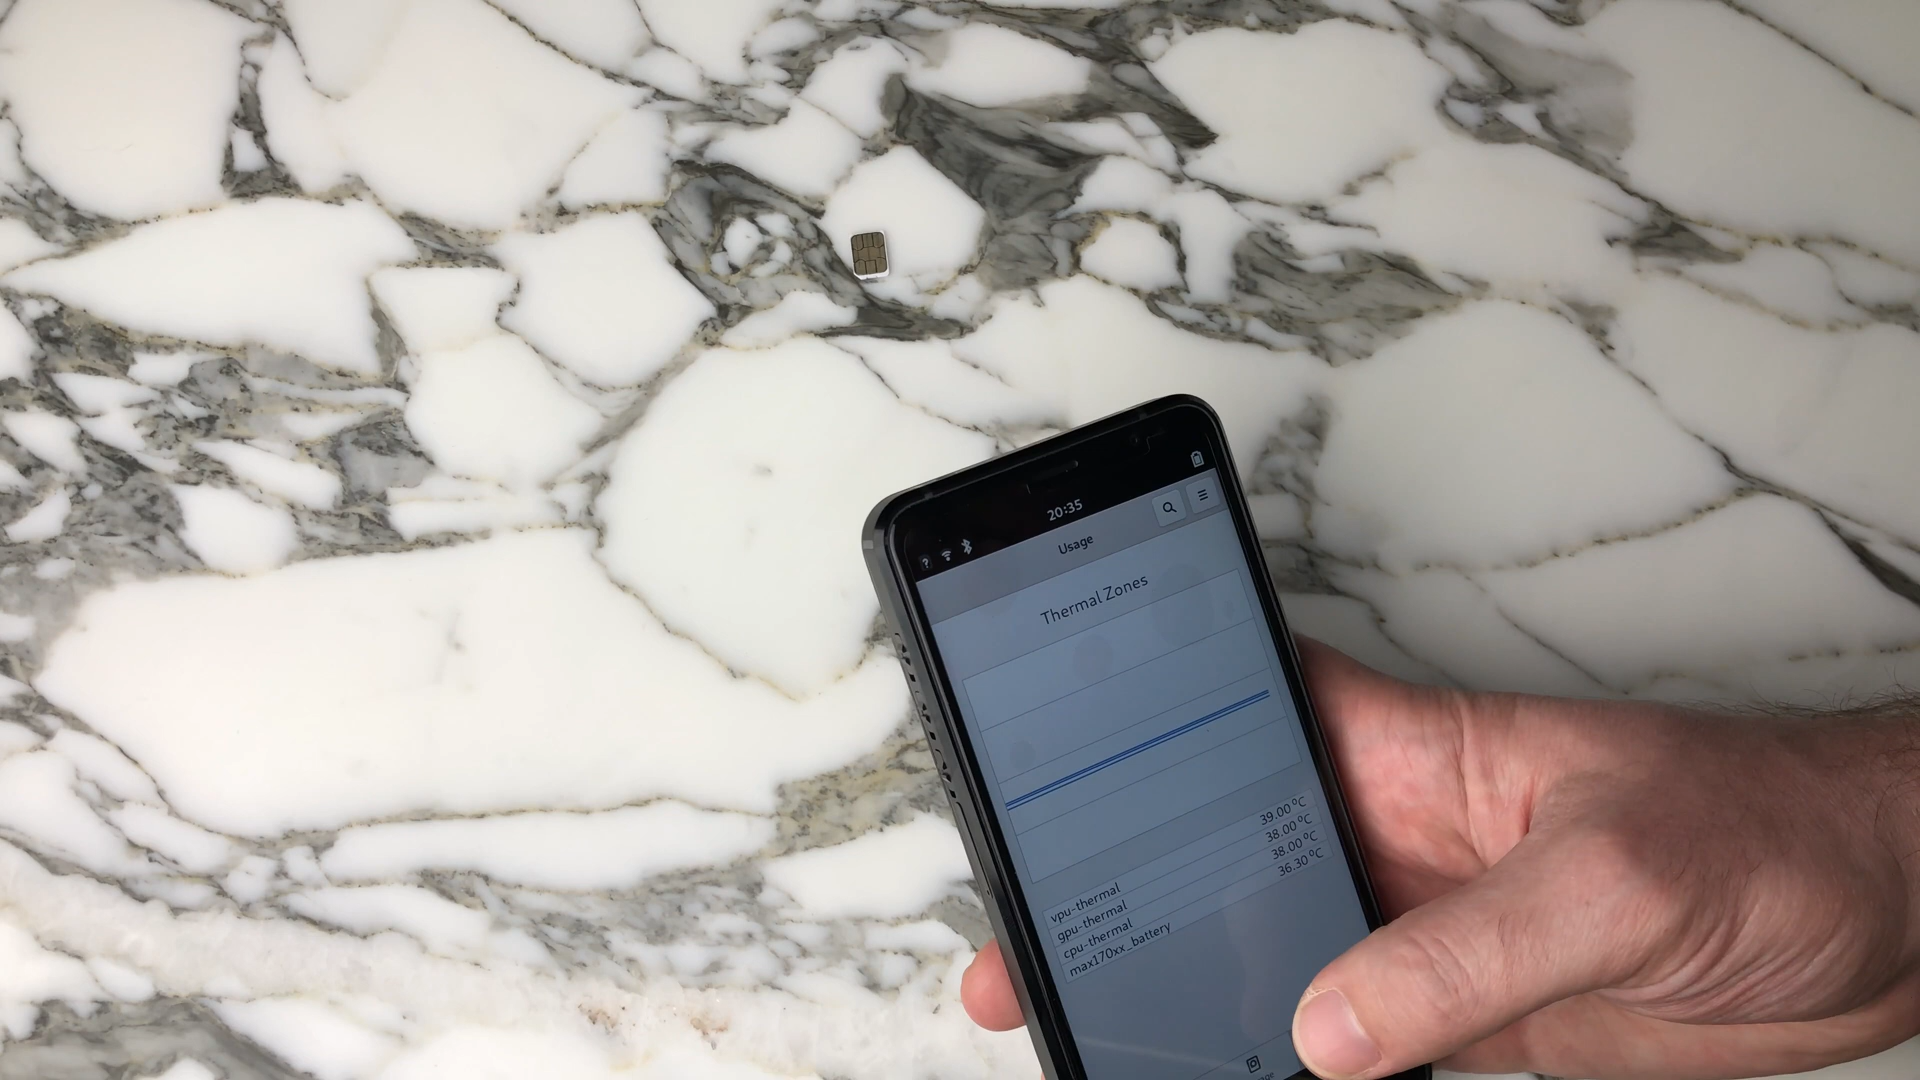 20:35
?
Usage
Thermal Zones
vpu-thermal 39.00 °C
gpu-thermal 38.00 °C
cpu-thermal 38.00 °C
max170xx_battery 36.30 °C